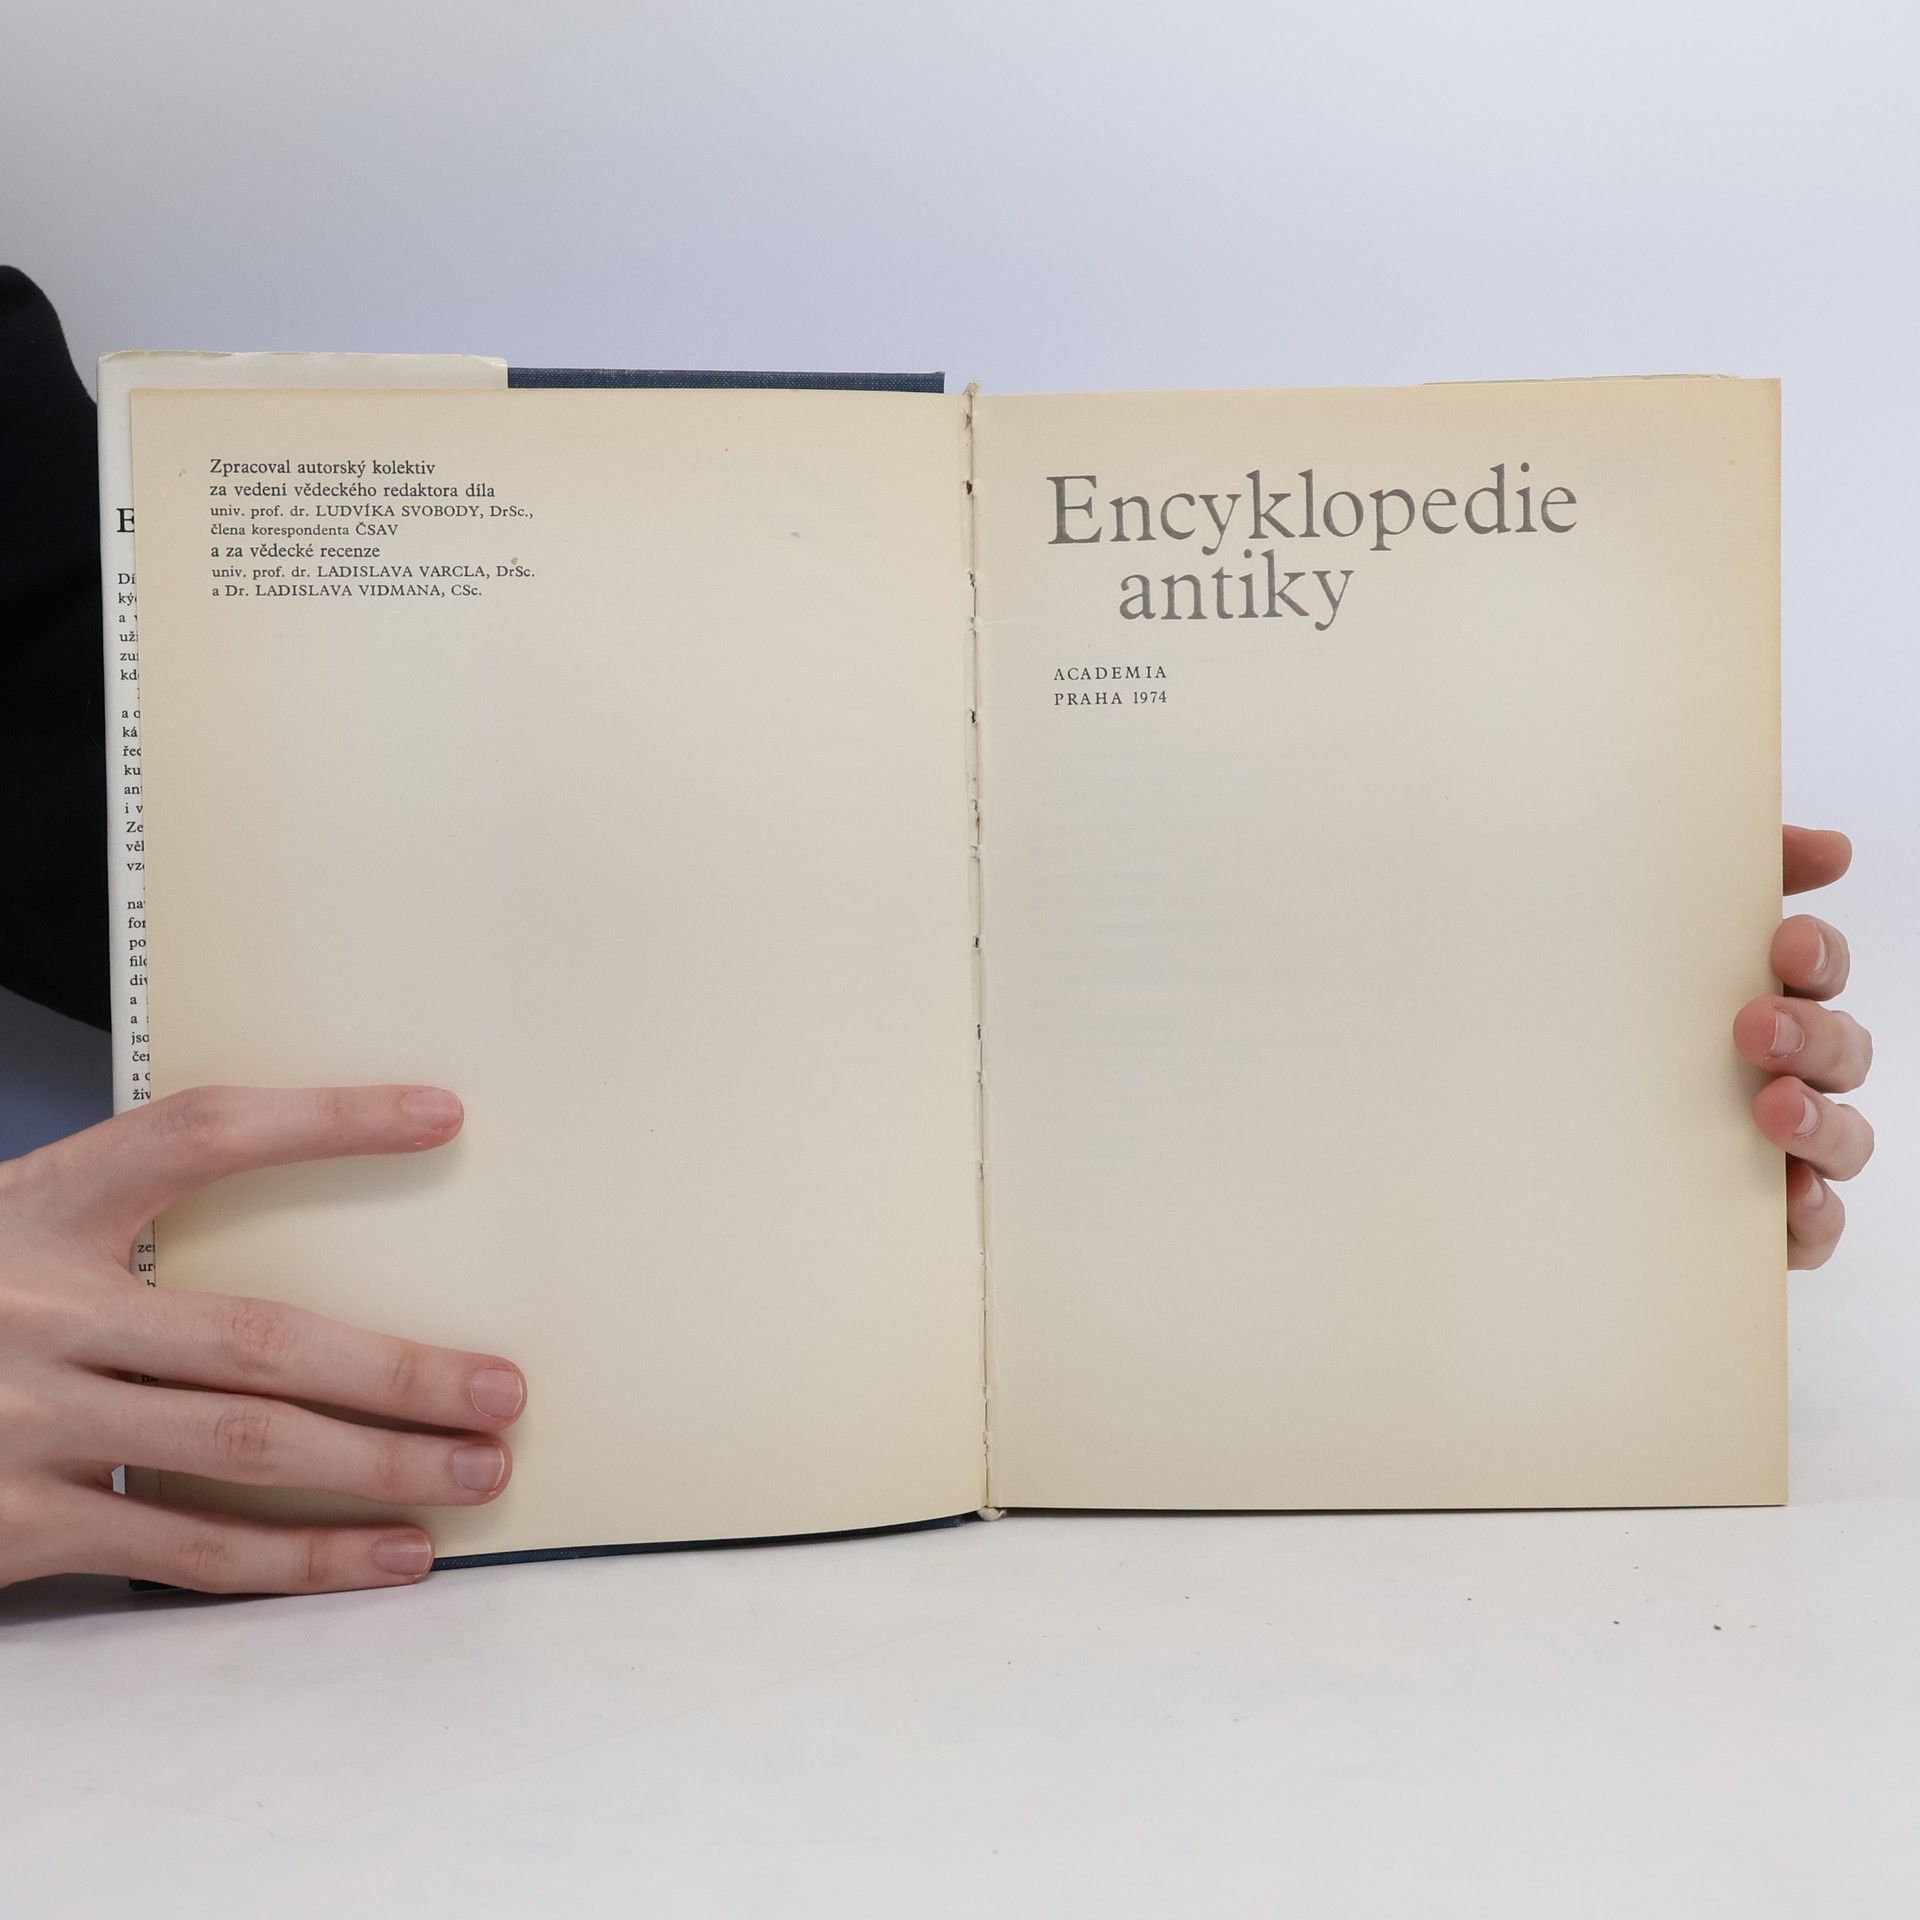 Zpracoval autorský kolektiv
za vedení vědeckého redaktora díla
univ. prof. dr. LUDVÍKA SVOBODY, DrSc.,
člena korespondenta ČSAV
a za vědecké recenze
univ. prof. dr. LADISLAVA VARCLA, DrSc.
a Dr. LADISLAVA VIDMANA, CSc.
Encyklopedie
antiky
ACADEMIA
PRAHA 1974